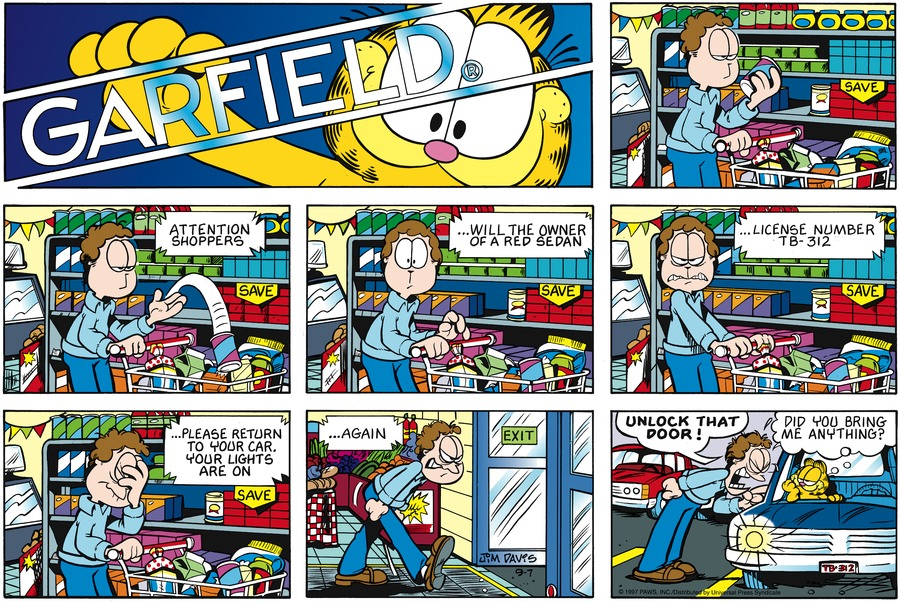 GARFIELD
®
SAVE
ATTENTION
SHOPPERS
SAVE
...WILL THE OWNER
OF A RED SEDAN
SAVE
...LICENSE NUMBER
TB-312
SAVE
...PLEASE RETURN
TO YOUR CAR.
YOUR LIGHTS
ARE ON
SAVE
...AGAIN
EXIT
JIM DAVIS
9-7
UNLOCK THAT
DOOR!
DID YOU BRING
ME ANYTHING?
TB-312
© 1997 PAWS, INC./Distributed by Universal Press Syndicate